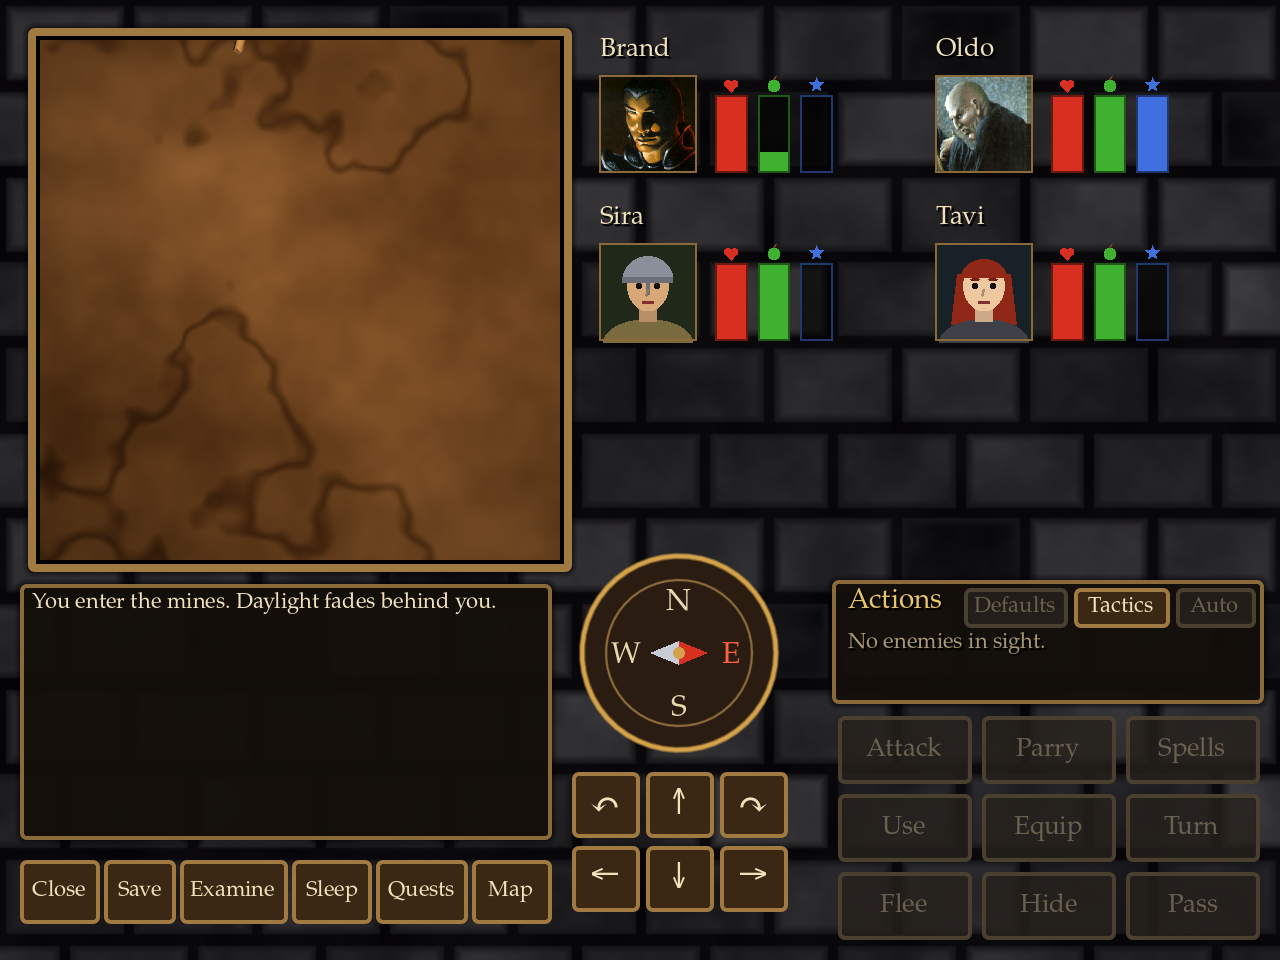 Brand
Oldo
Sira
Tavi
You enter the mines. Daylight fades behind you.
N
W
E
S
Actions
Defaults
Tactics
Auto
No enemies in sight.
Attack
Parry
Spells
Use
Equip
Turn
Flee
Hide
Pass
Close
Save
Examine
Sleep
Quests
Map